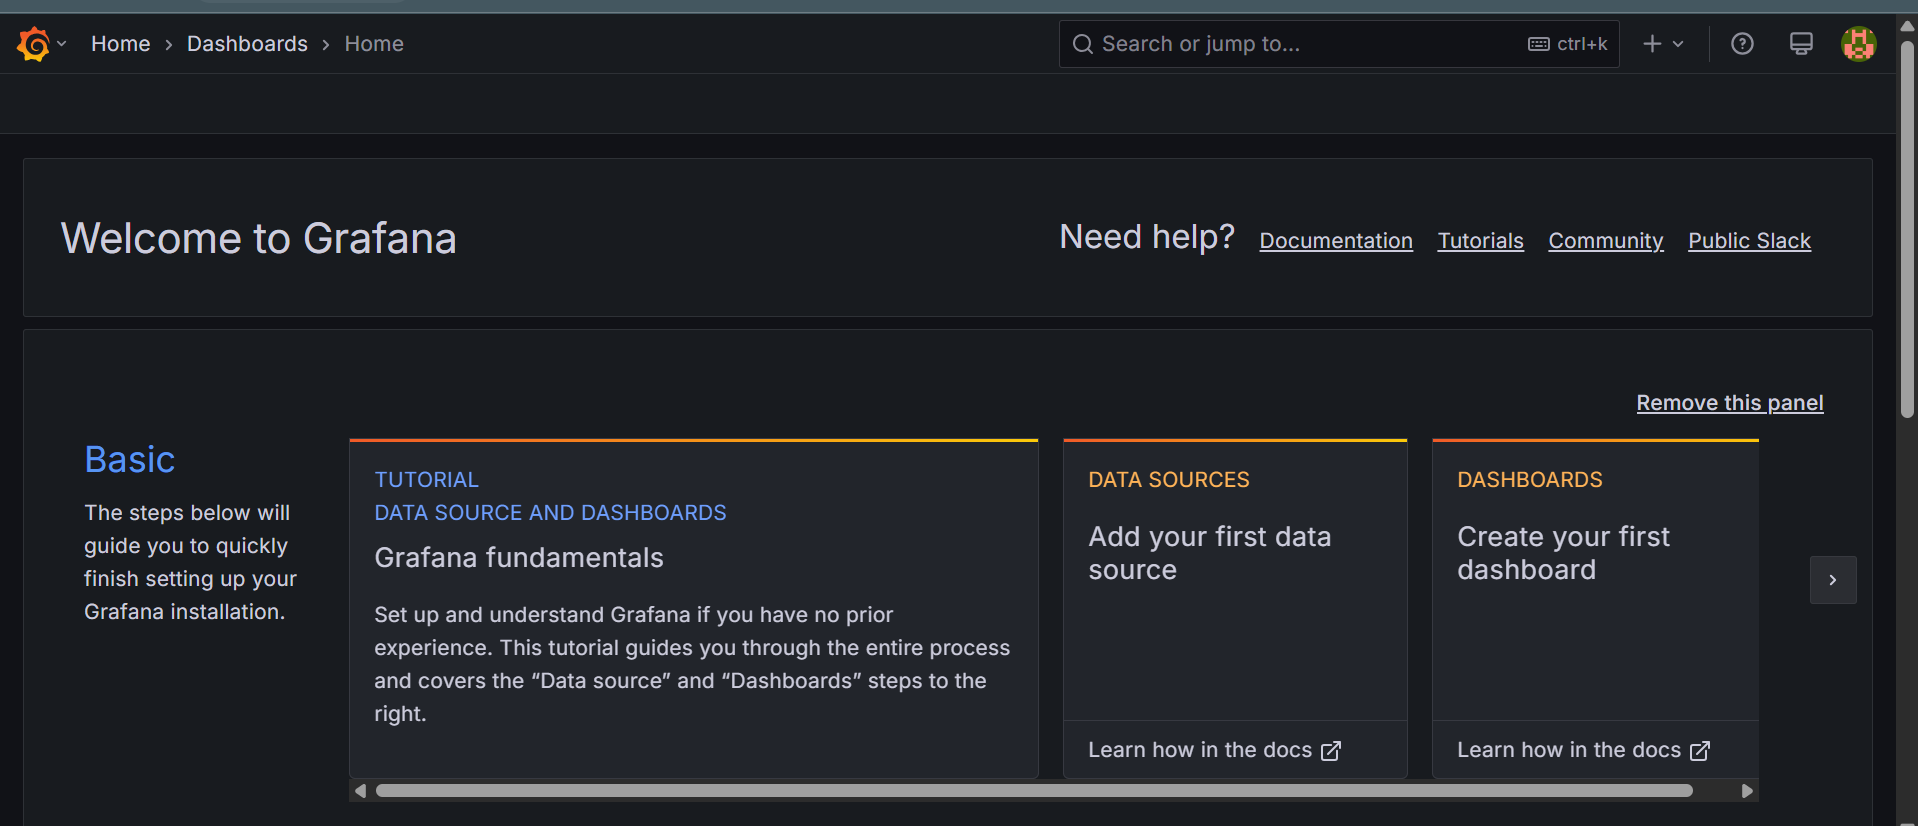 Home › Dashboards › Home
Search or jump to...
ctrl+k
Welcome to Grafana
Need help?
Documentation
Tutorials
Community
Public Slack
Remove this panel
Basic
The steps below will
guide you to quickly
finish setting up your
Grafana installation.
TUTORIAL
DATA SOURCE AND DASHBOARDS
Grafana fundamentals
Set up and understand Grafana if you have no prior
experience. This tutorial guides you through the entire process
and covers the “Data source” and “Dashboards” steps to the
right.
DATA SOURCES
Add your first data
source
Learn how in the docs
DASHBOARDS
Create your first
dashboard
Learn how in the docs